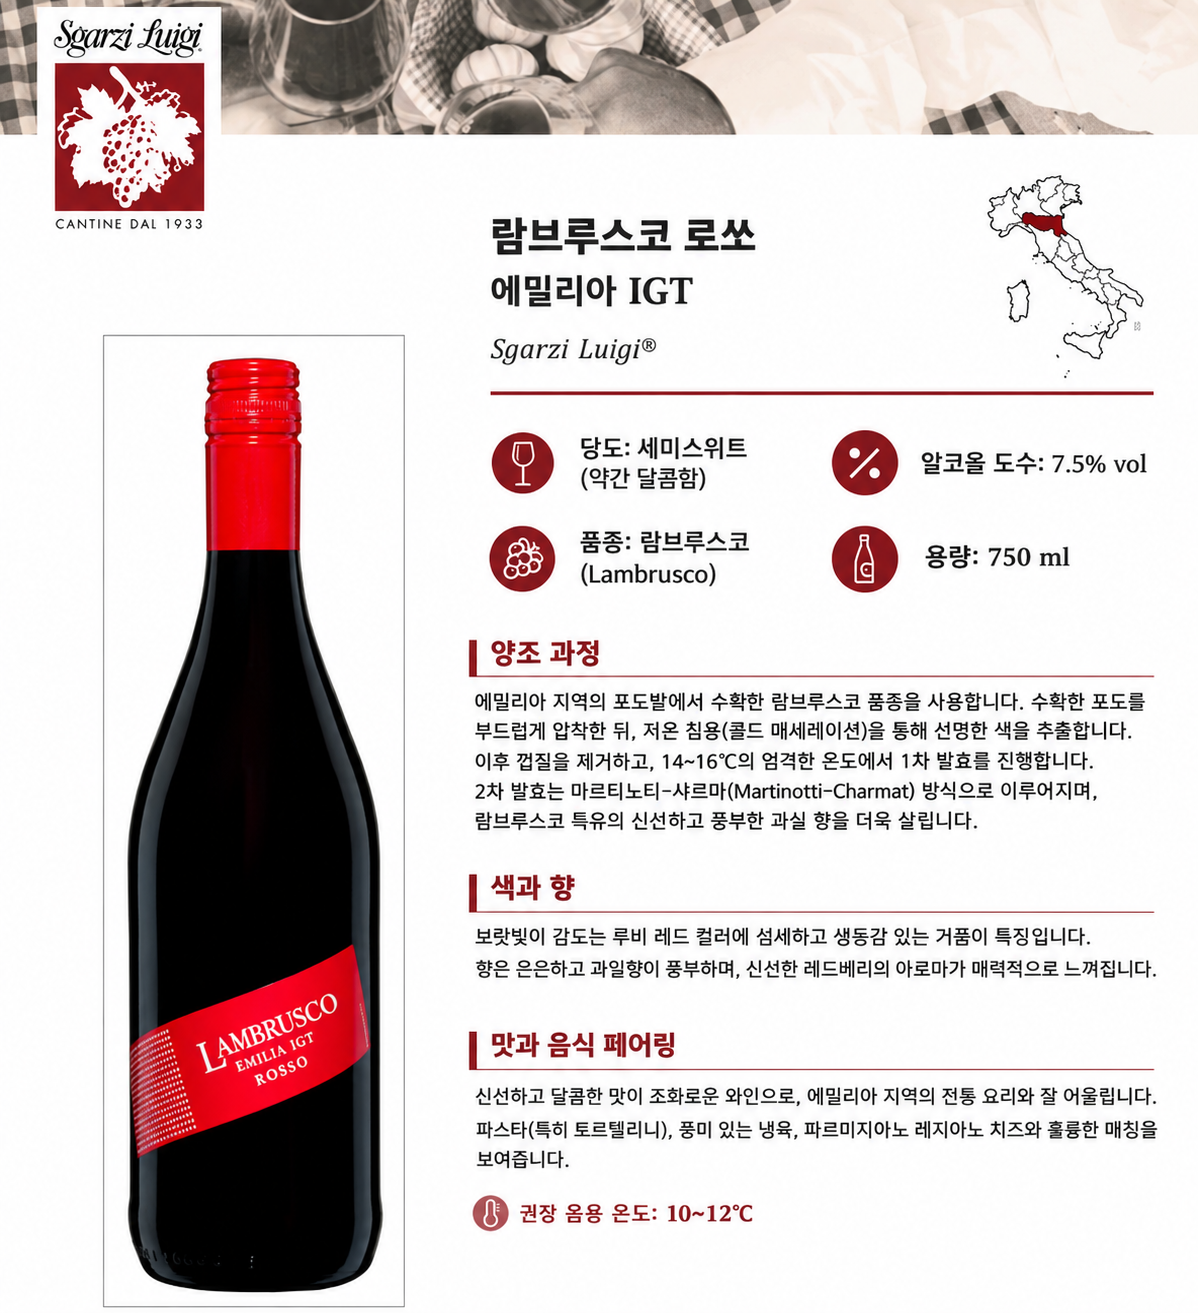 Sgarzi Luigi®
CANTINE DAL 1933
람브루스코 로쏘
에밀리아 IGT
Sgarzi Luigi®
당도: 세미스위트
(약간 달콤함)
알코올 도수: 7.5% vol
품종: 람브루스코
(Lambrusco)
용량: 750 ml
양조 과정
에밀리아 지역의 포도발에서 수확한 람브루스코 품종을 사용합니다. 수확한 포도를
부드럽게 압착한 뒤, 저온 침용(콜드 매세레이션)을 통해 선명한 색을 추출합니다.
이후 껍질을 제거하고, 14~16℃의 엄격한 온도에서 1차 발효를 진행합니다.
2차 발효는 마르티노티-샤르마(Martinotti-Charmat) 방식으로 이루어지며,
람브루스코 특유의 신선하고 풍부한 과실 향을 더욱 살립니다.
색과 향
보랏빛이 감도는 루비 레드 컬러에 섬세하고 생동감 있는 거품이 특징입니다.
향은 은은하고 과일향이 풍부하며, 신선한 레드베리의 아로마가 매력적으로 느껴집니다.
맛과 음식 페어링
신선하고 달콤한 맛이 조화로운 와인으로, 에밀리아 지역의 전통 요리와 잘 어울립니다.
파스타(특히 토르텔리니), 풍미 있는 냉육, 파르미지아노 레지아노 치즈와 훌륭한 매칭을
보여줍니다.
권장 음용 온도: 10~12℃
LAMBRUSCO
EMILIA IGT
ROSSO